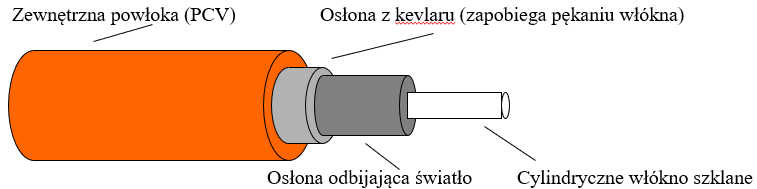 Zewnętrzna powłoka (PCV)
Osłona z kevlaru (zapobiega pękaniu włókna)
Osłona odbijająca światło
Cylindryczne włókno szklane